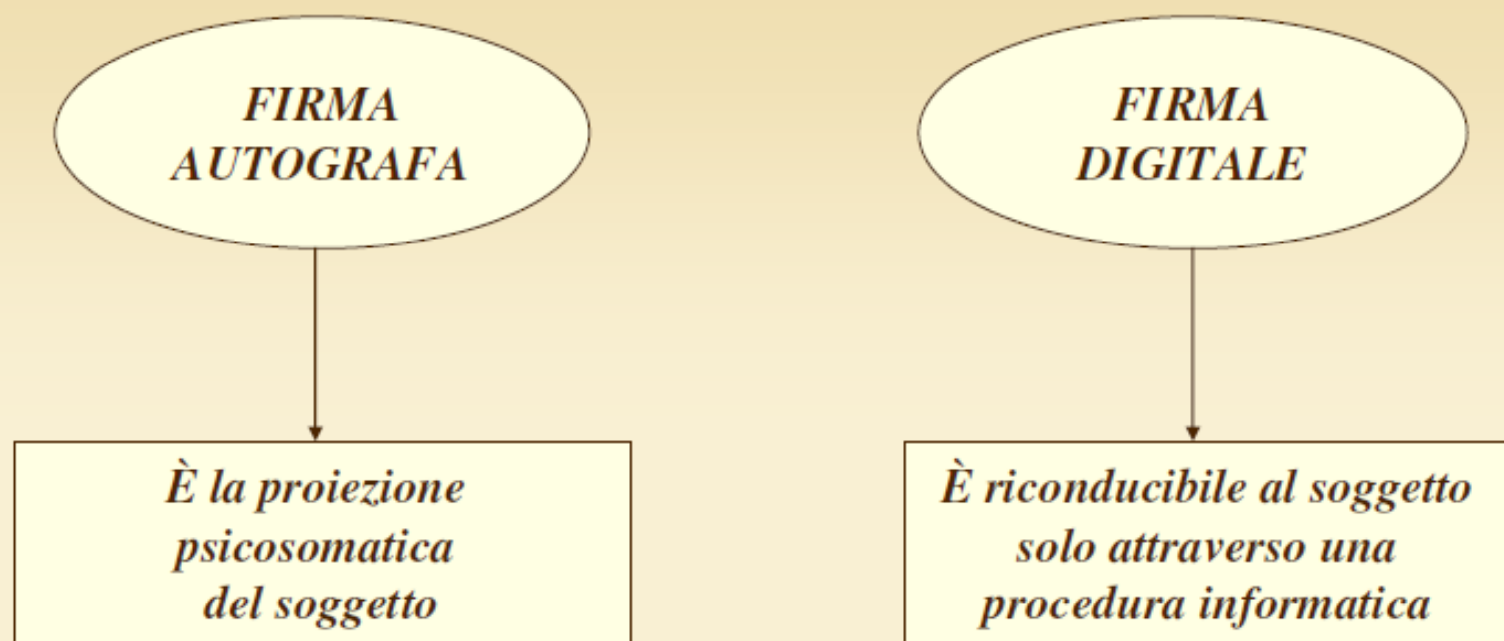 FIRMA
AUTOGRAFA
FIRMA
DIGITALE
È la proiezione
psicosomatica
del soggetto
È riconducibile al soggetto
solo attraverso una
procedura informatica